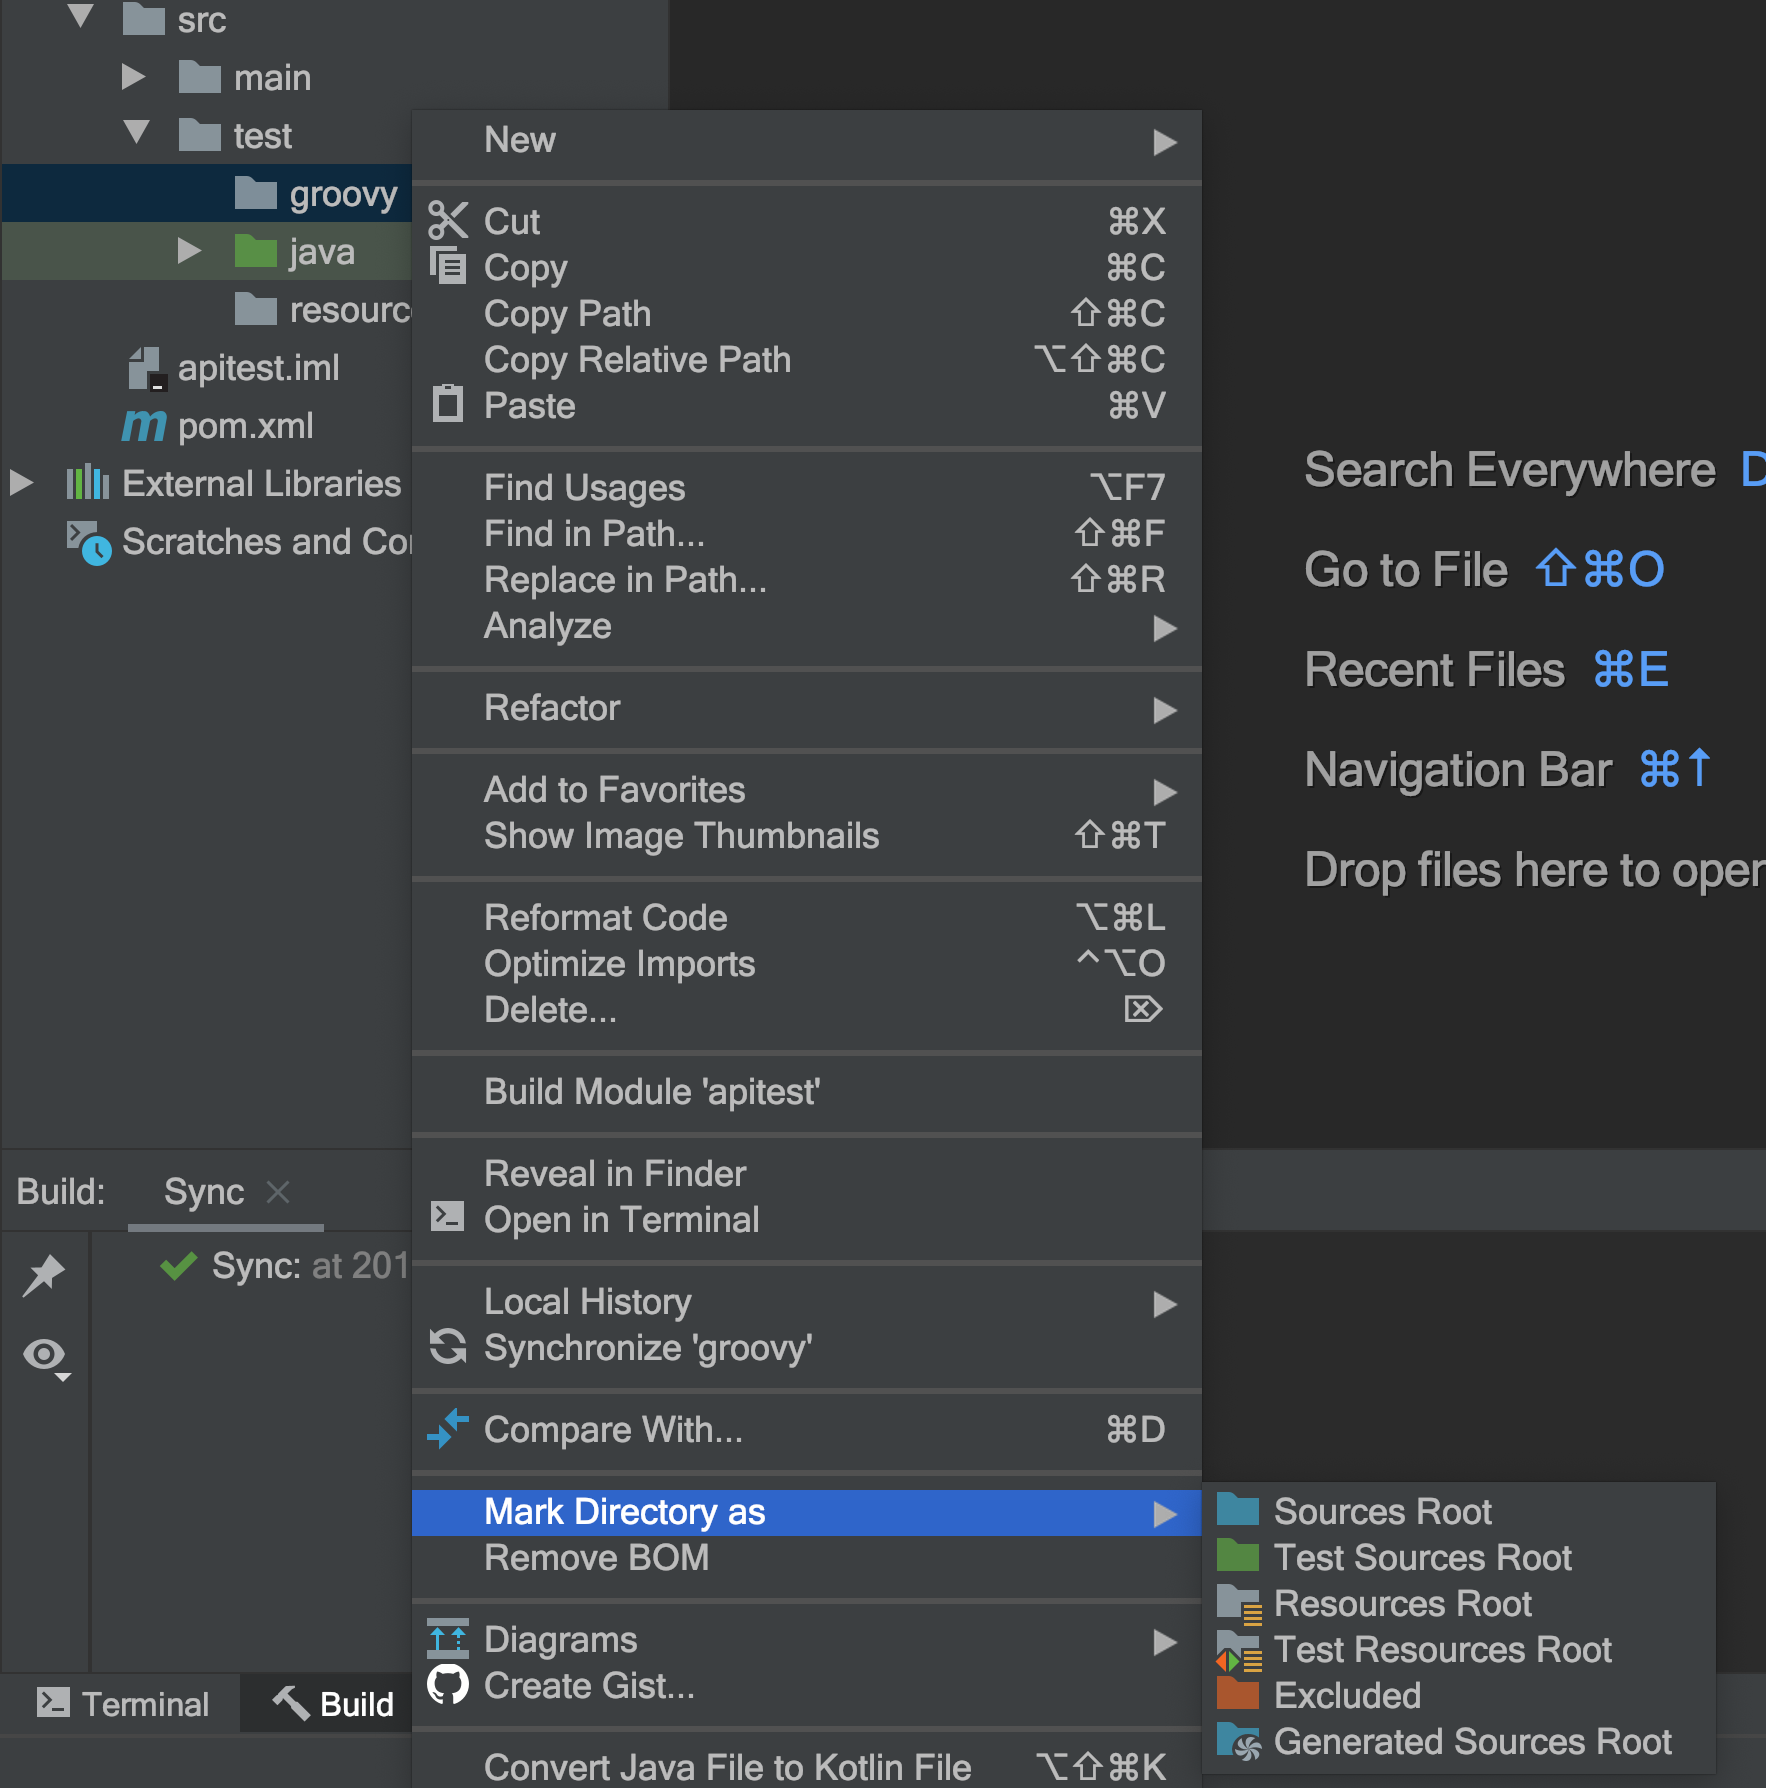 src
main
test
groovy
java
apitest.iml
pom.xml
External Libraries
Scratches and
New
Cut ⌘X
Copy ⌘C
Copy Path ⇧⌘C
Copy Relative Path ⌥⇧⌘C
Paste ⌘V
Find Usages ⌥F7
Find in Path... ⇧⌘F
Replace in Path... ⇧⌘R
Analyze
Refactor
Add to Favorites
Show Image Thumbnails ⇧⌘T
Reformat Code ⌥⌘L
Optimize Imports ^⌥O
Delete... ⌦
Build Module 'apitest'
Reveal in Finder
Open in Terminal
Local History
Synchronize 'groovy'
Compare With... ⌘D
Mark Directory as
Remove BOM
Diagrams
Create Gist...
Convert Java File to Kotlin File ⌥⇧⌘K
Sources Root
Test Sources Root
Resources Root
Test Resources Root
Excluded
Generated Sources Root
Search Everywhere
Go to File ⇧⌘O
Recent Files ⌘E
Navigation Bar ⌘↑
Drop files here to
Build: Sync
Sync: at
Terminal
Build